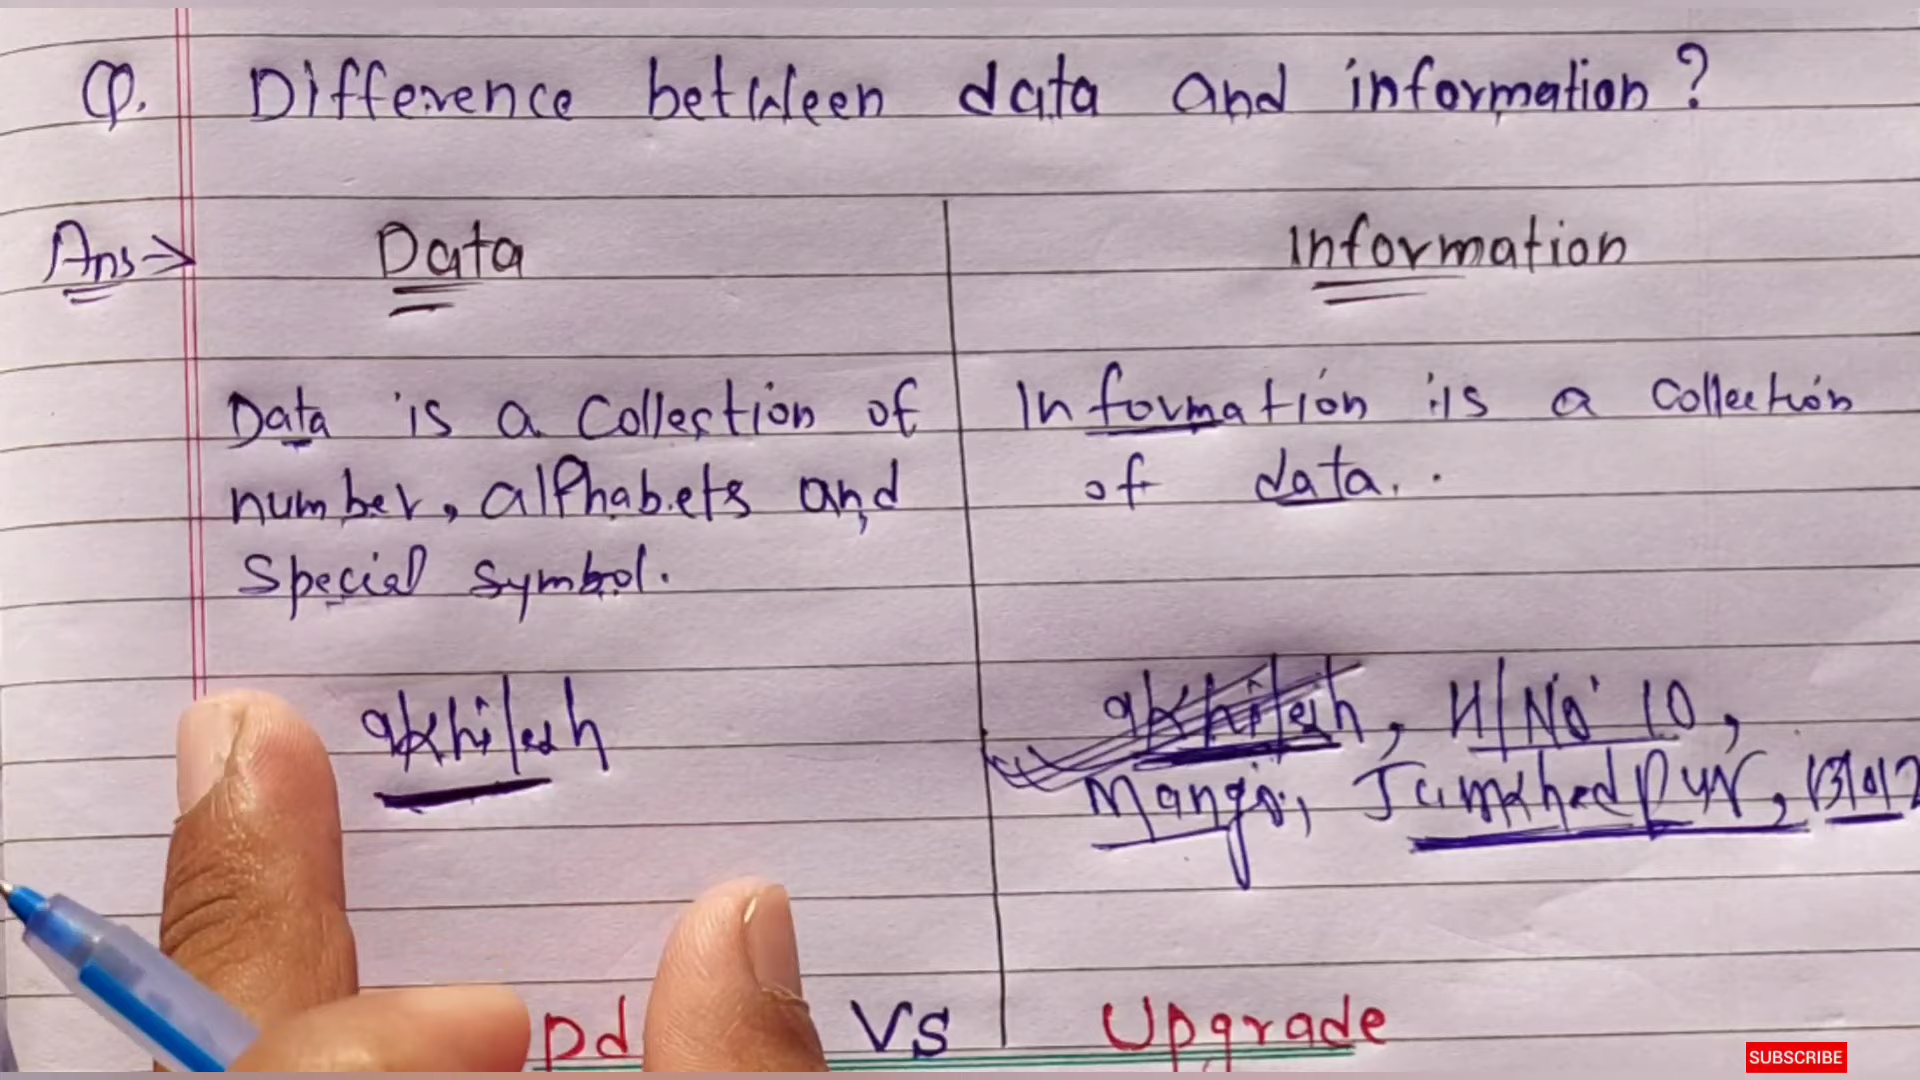 Q. Difference between data and information?
Ans→ Data
Information
Data is a Collection of
number, alphabets and
Special Symbol.
akhilesh
Information is a Collection
of data.
akhilesh, H/No 10,
Mango, Jamshedpur,
pd Vs Upgrade
SUBSCRIBE